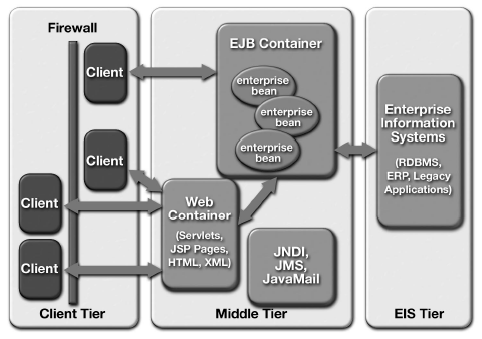 Firewall
Client
Client
Client
Client
Client Tier
EJB Container
enterprise
bean
enterprise
bean
enterprise
bean
Web
Container
(Servlets,
JSP Pages,
HTML, XML)
JNDI,
JMS,
JavaMail
Middle Tier
Enterprise
Information
Systems
(RDBMS,
ERP, Legacy
Applications)
EIS Tier